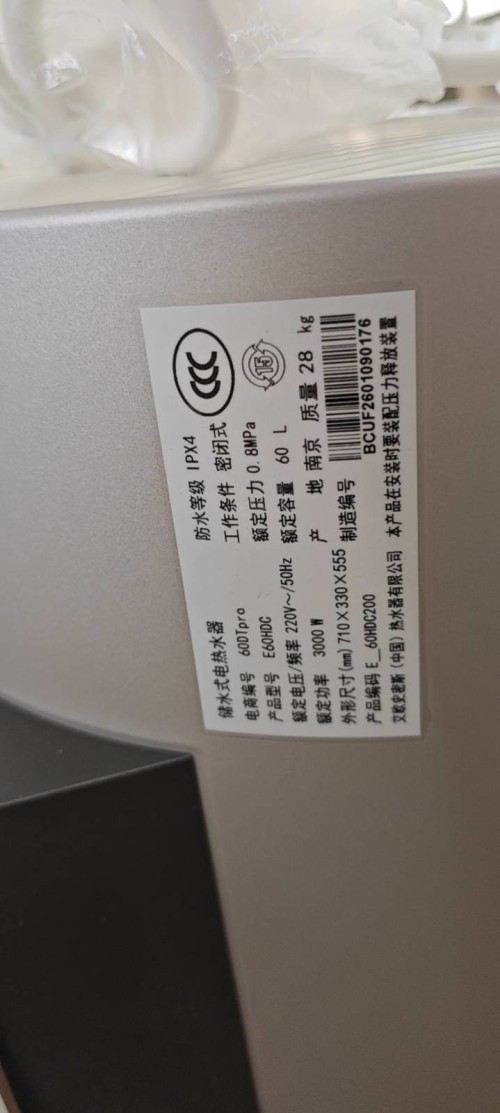 储水式电热水器
电商编号 60DTpro
产品型号 E60HDC
额定电压/频率 220V～/50Hz
额定功率 3000 W
外形尺寸(mm) 710×330×555
产品编码 E_60HDC200
艾欧史密斯（中国）热水器有限公司
防水等级 IPX4
工作条件 密闭式
额定压力 0.8MPa
额定容量 60 L
产 地 南京 质量 28 kg
制造编号
BCUF2601090176
本产品在安装时要装配压力释放装置
CCC
15